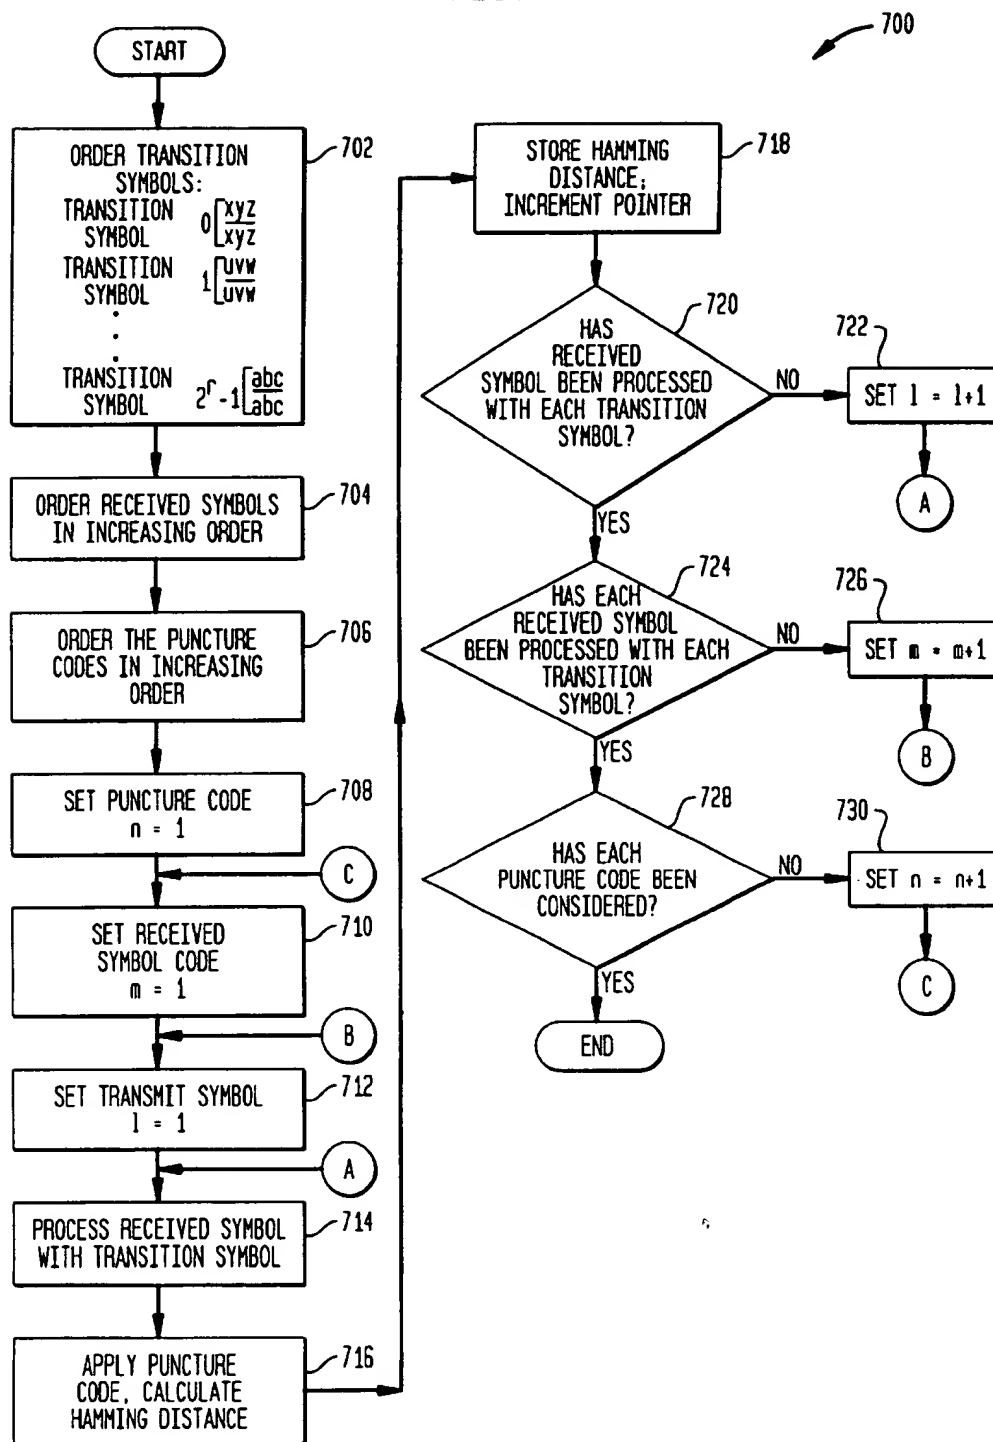 700
START
702
ORDER TRANSITION
SYMBOLS:
TRANSITION
SYMBOL
0[xyz
xyz
TRANSITION
SYMBOL
1[uvw
uvw
.
.
.
TRANSITION
SYMBOL
2^r -1[abc
abc
704
ORDER RECEIVED SYMBOLS
IN INCREASING ORDER
706
ORDER THE PUNCTURE
CODES IN INCREASING
ORDER
708
SET PUNCTURE CODE
n = 1
C
710
SET RECEIVED
SYMBOL CODE
m = 1
B
712
SET TRANSMIT SYMBOL
l = 1
A
714
PROCESS RECEIVED SYMBOL
WITH TRANSITION SYMBOL
716
APPLY PUNCTURE
CODE, CALCULATE
HAMMING DISTANCE
718
STORE HAMMING
DISTANCE;
INCREMENT POINTER
720
HAS
RECEIVED
SYMBOL BEEN PROCESSED
WITH EACH TRANSITION
SYMBOL?
NO
722
SET l = l+1
A
YES
724
HAS EACH
RECEIVED SYMBOL
BEEN PROCESSED WITH EACH
TRANSITION
SYMBOL?
NO
726
SET m = m+1
B
YES
728
HAS EACH
PUNCTURE CODE BEEN
CONSIDERED?
NO
730
SET n = n+1
C
YES
END